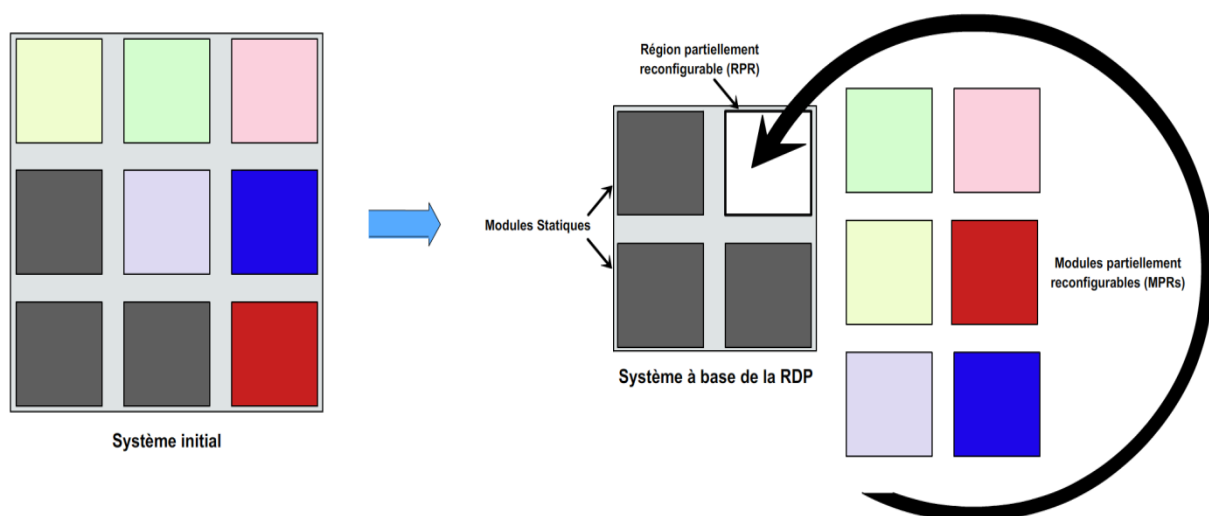 Région partiellement
reconfigurable (RPR)
Modules Statiques
Modules partiellement
reconfigurables (MPRs)
Système à base de la RDP
Système initial